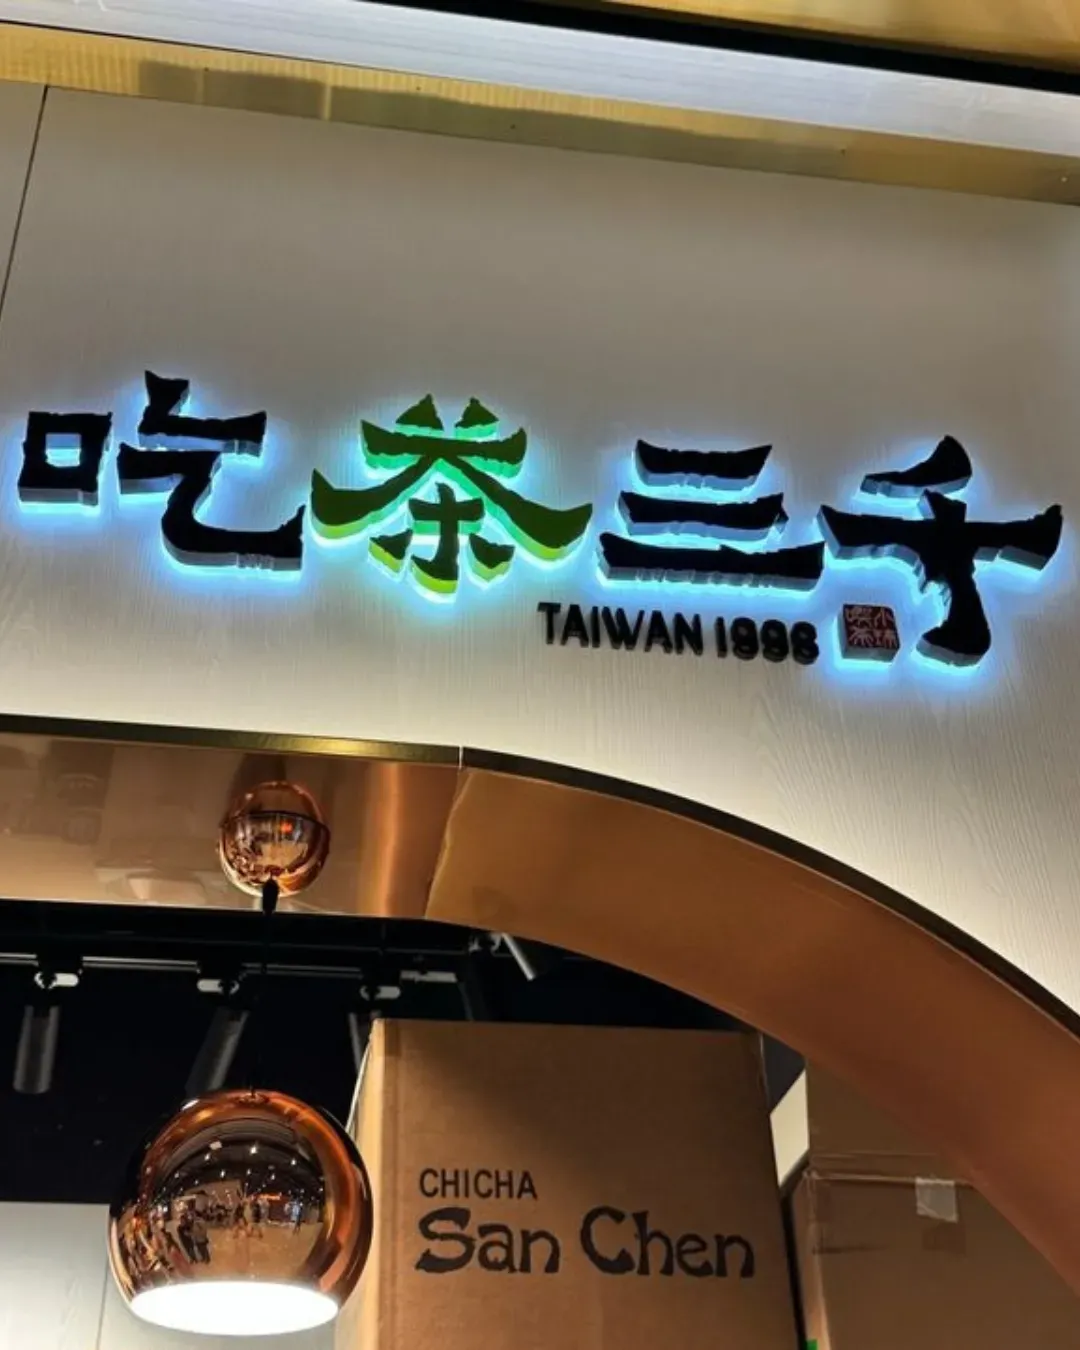 吃茶三千
TAIWAN 1998
CHICHA
San Chen